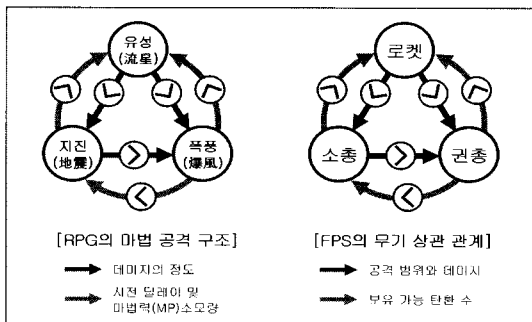 유성
(流星)
지진
(地震)
폭풍
(爆風)
로켓
소총
권총
[RPG의 마법 공격 구조]
데미지의 정도
시전 딜레이 및
마법력(MP)소모량
[FPS의 무기 상관 관계]
공격 범위와 데미지
보유 가능 탄환 수